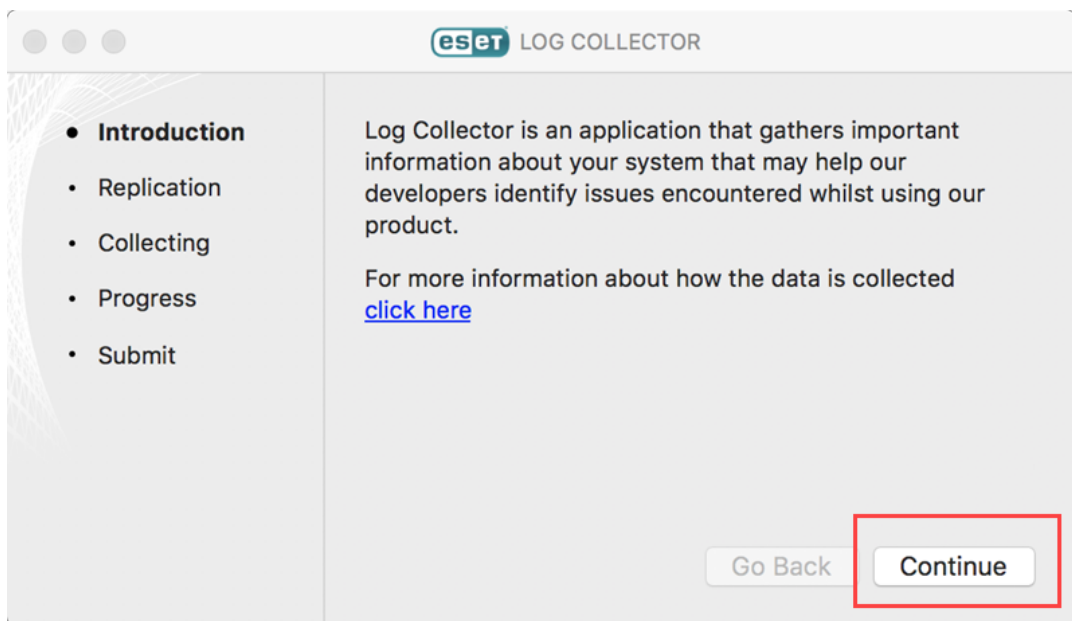 eset LOG COLLECTOR
Introduction
Replication
Collecting
Progress
Submit
Log Collector is an application that gathers important
information about your system that may help our
developers identify issues encountered whilst using our
product.
For more information about how the data is collected
click here
Go Back
Continue